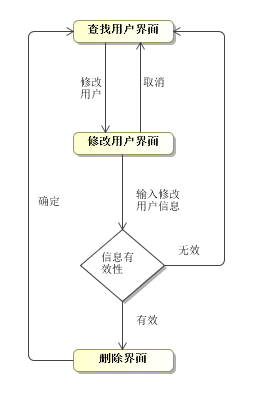 查找用户界面
修改
用户
取消
修改用户界面
输入修改
用户信息
确定
信息有
效性
无效
有效
删除界面